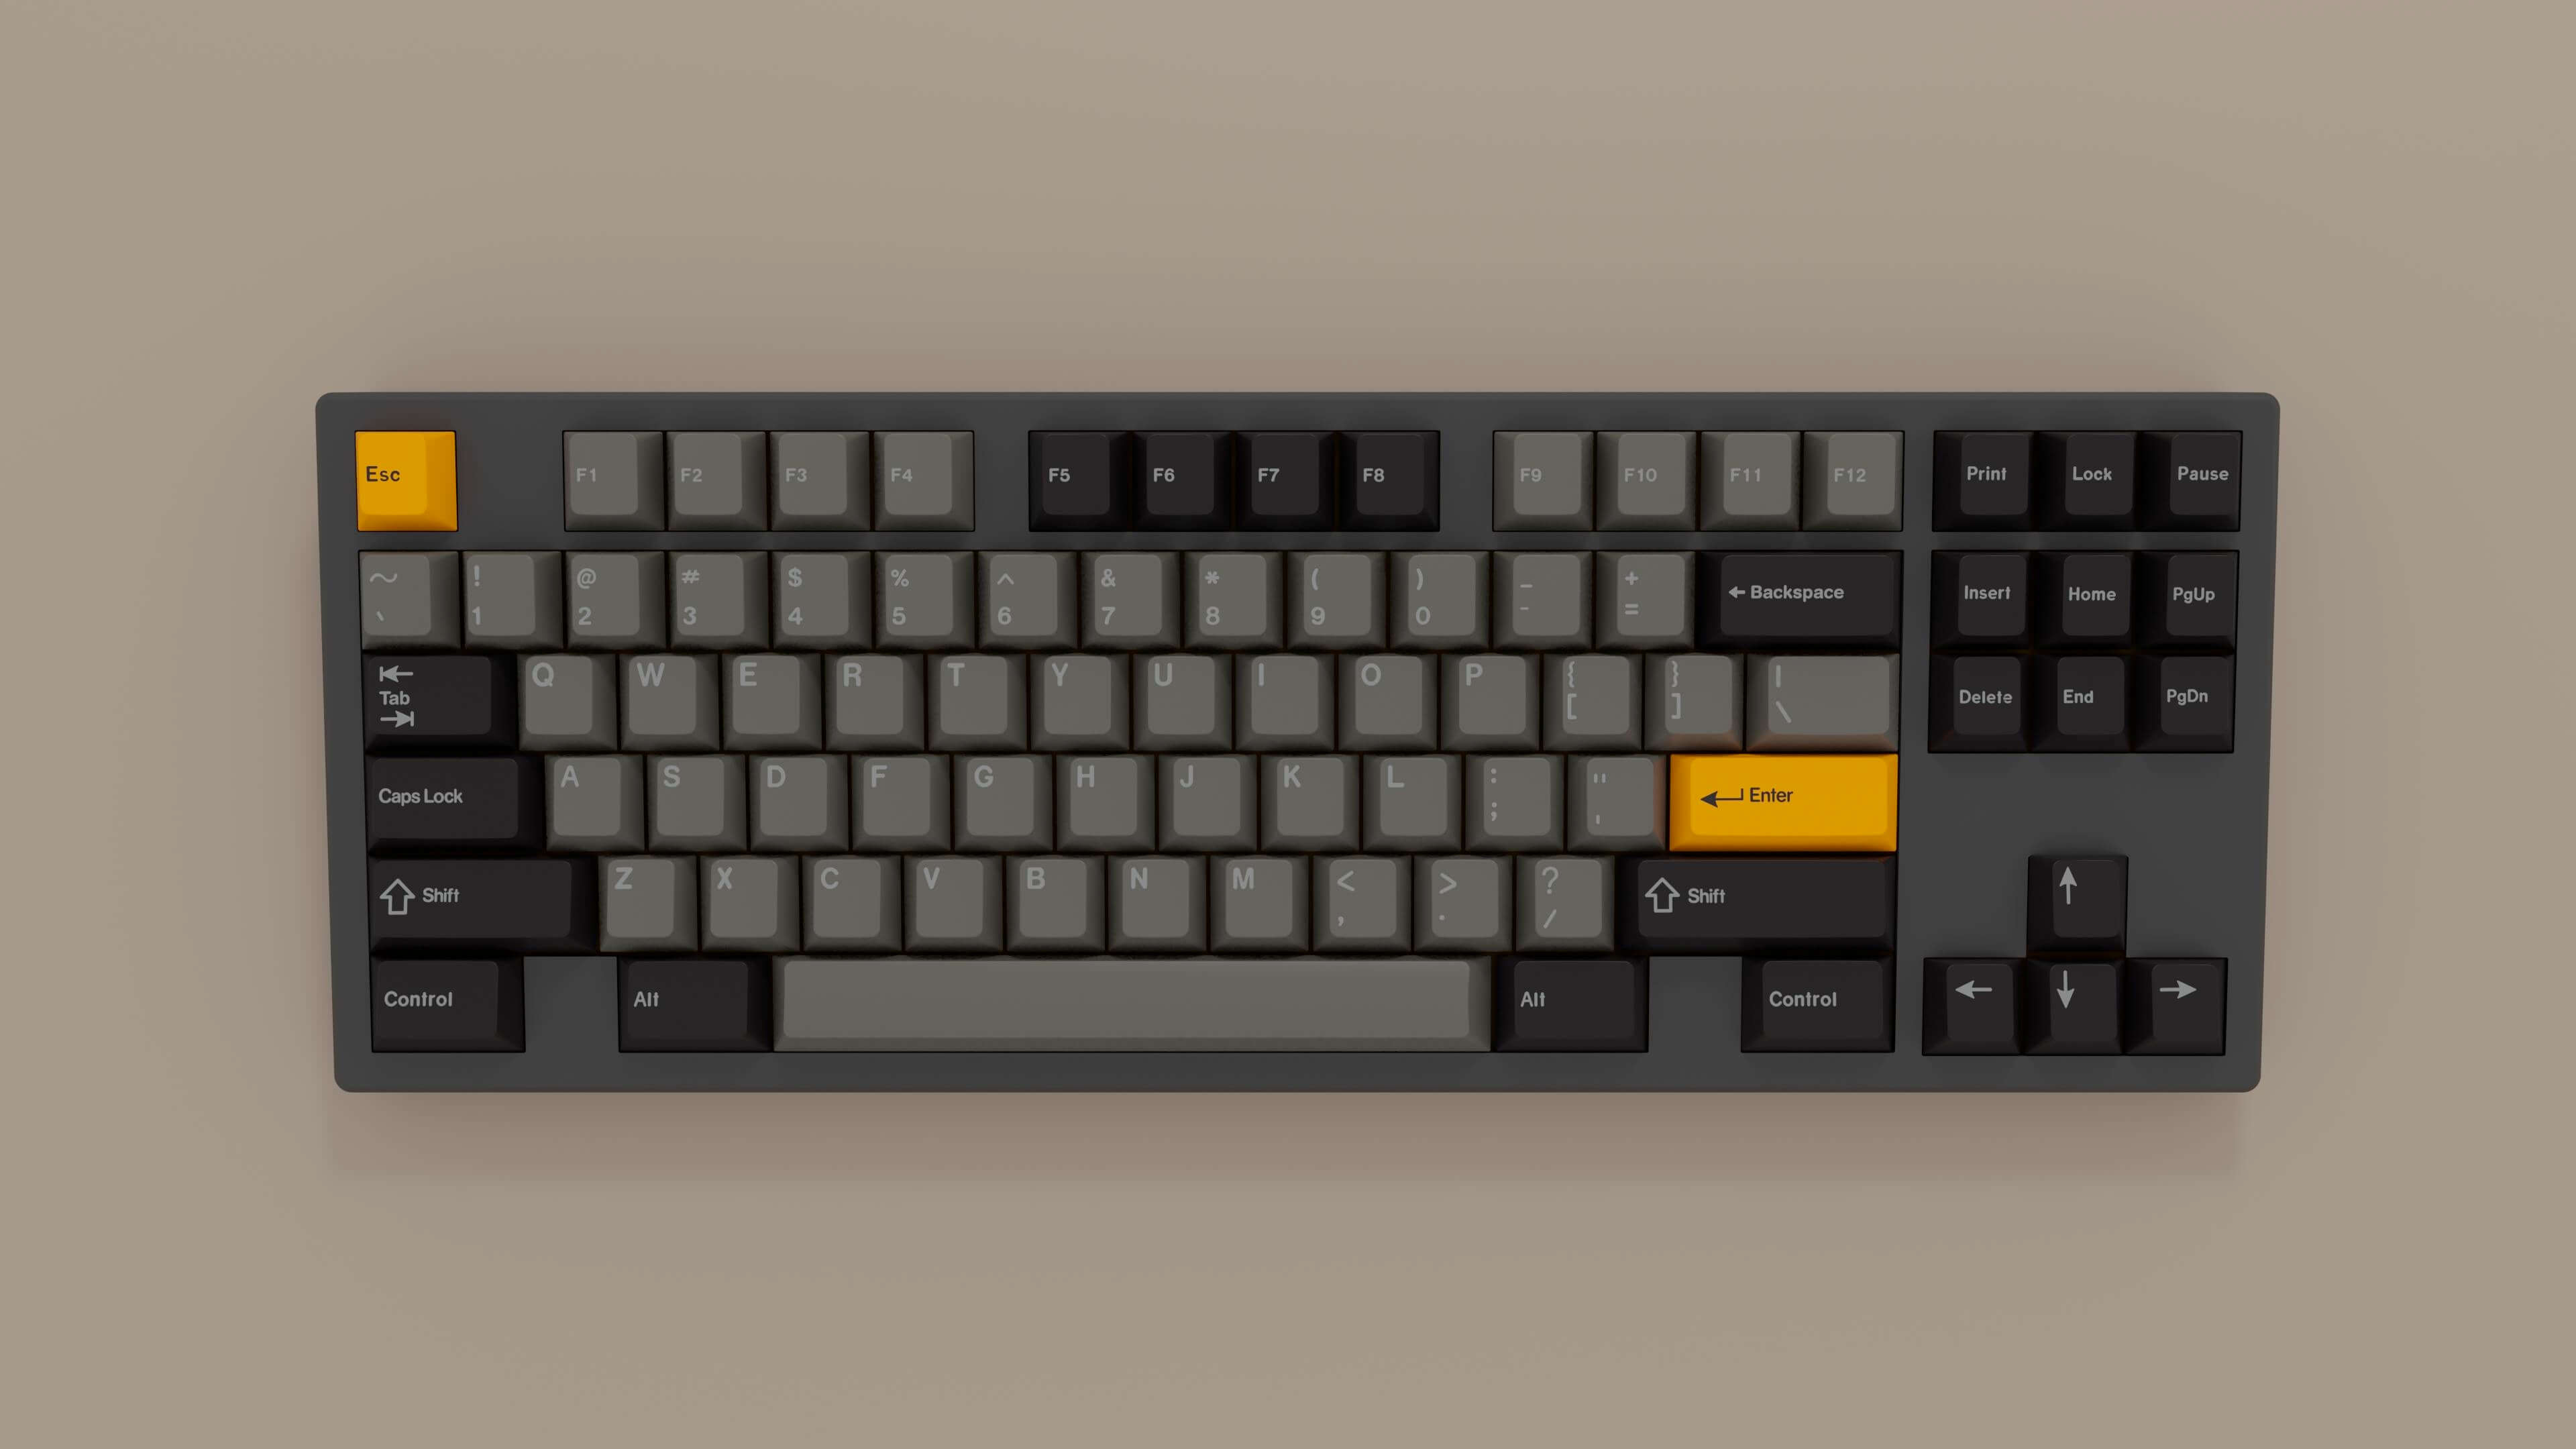 Esc F1 F2 F3 F4 F5 F6 F7 F8 F9 F10 F11 F12 Print Lock Pause
~ ! @ # $ % ^ & * ( ) _ +
` 1 2 3 4 5 6 7 8 9 0 - = ← Backspace Insert Home PgUp
⇤
Tab
⇥
Q W E R T Y U I O P { } |
[ ] \ Delete End PgDn
Caps Lock A S D F G H J K L : "
; ' ↵ Enter
⇧ Shift Z X C V B N M < > ?
, . / ⇧ Shift ↑
Control Alt Alt Control ← ↓ →